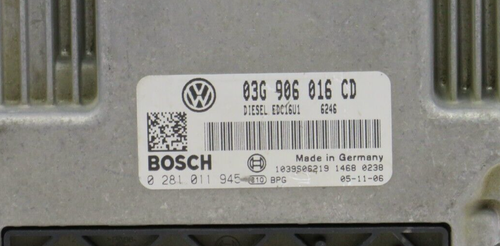 03G 906 016 CD
DIESEL EDC16U1 6246
BOSCH
Made in Germany
0 281 011 945 BPG
1039S06219 1468 0238
05-11-06